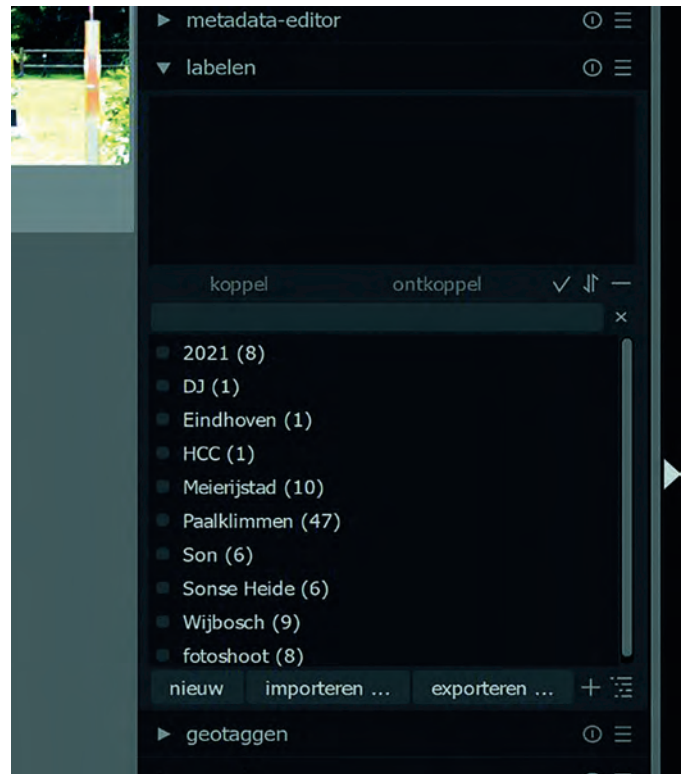 metadata-editor
labelen
koppel ontkoppel
2021 (8)
DJ (1)
Eindhoven (1)
HCC (1)
Meierijstad (10)
Paalklimmen (47)
Son (6)
Sonse Heide (6)
Wijbosch (9)
fotoshoot (8)
nieuw importeren ... exporteren ...
geotaggen